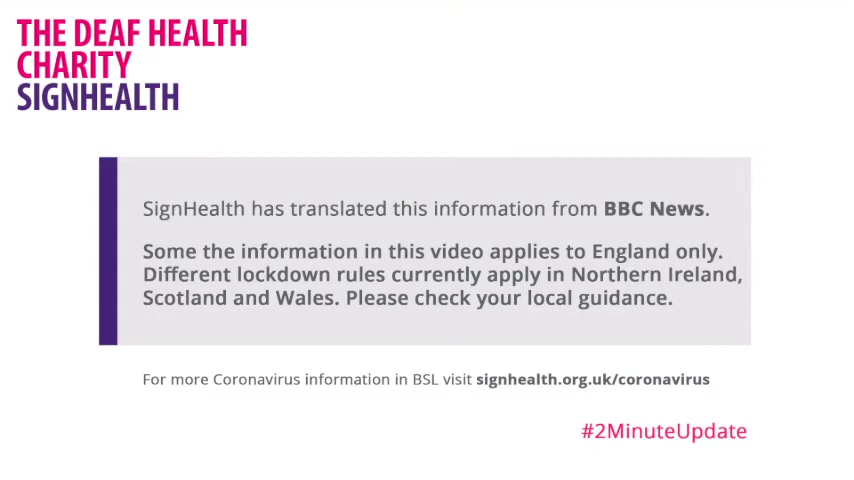 THE DEAF HEALTH
CHARITY
SIGNHEALTH
SignHealth has translated this information from BBC News.
Some the information in this video applies to England only.
Different lockdown rules currently apply in Northern Ireland,
Scotland and Wales. Please check your local guidance.
For more Coronavirus information in BSL visit signhealth.org.uk/coronavirus
#2MinuteUpdate